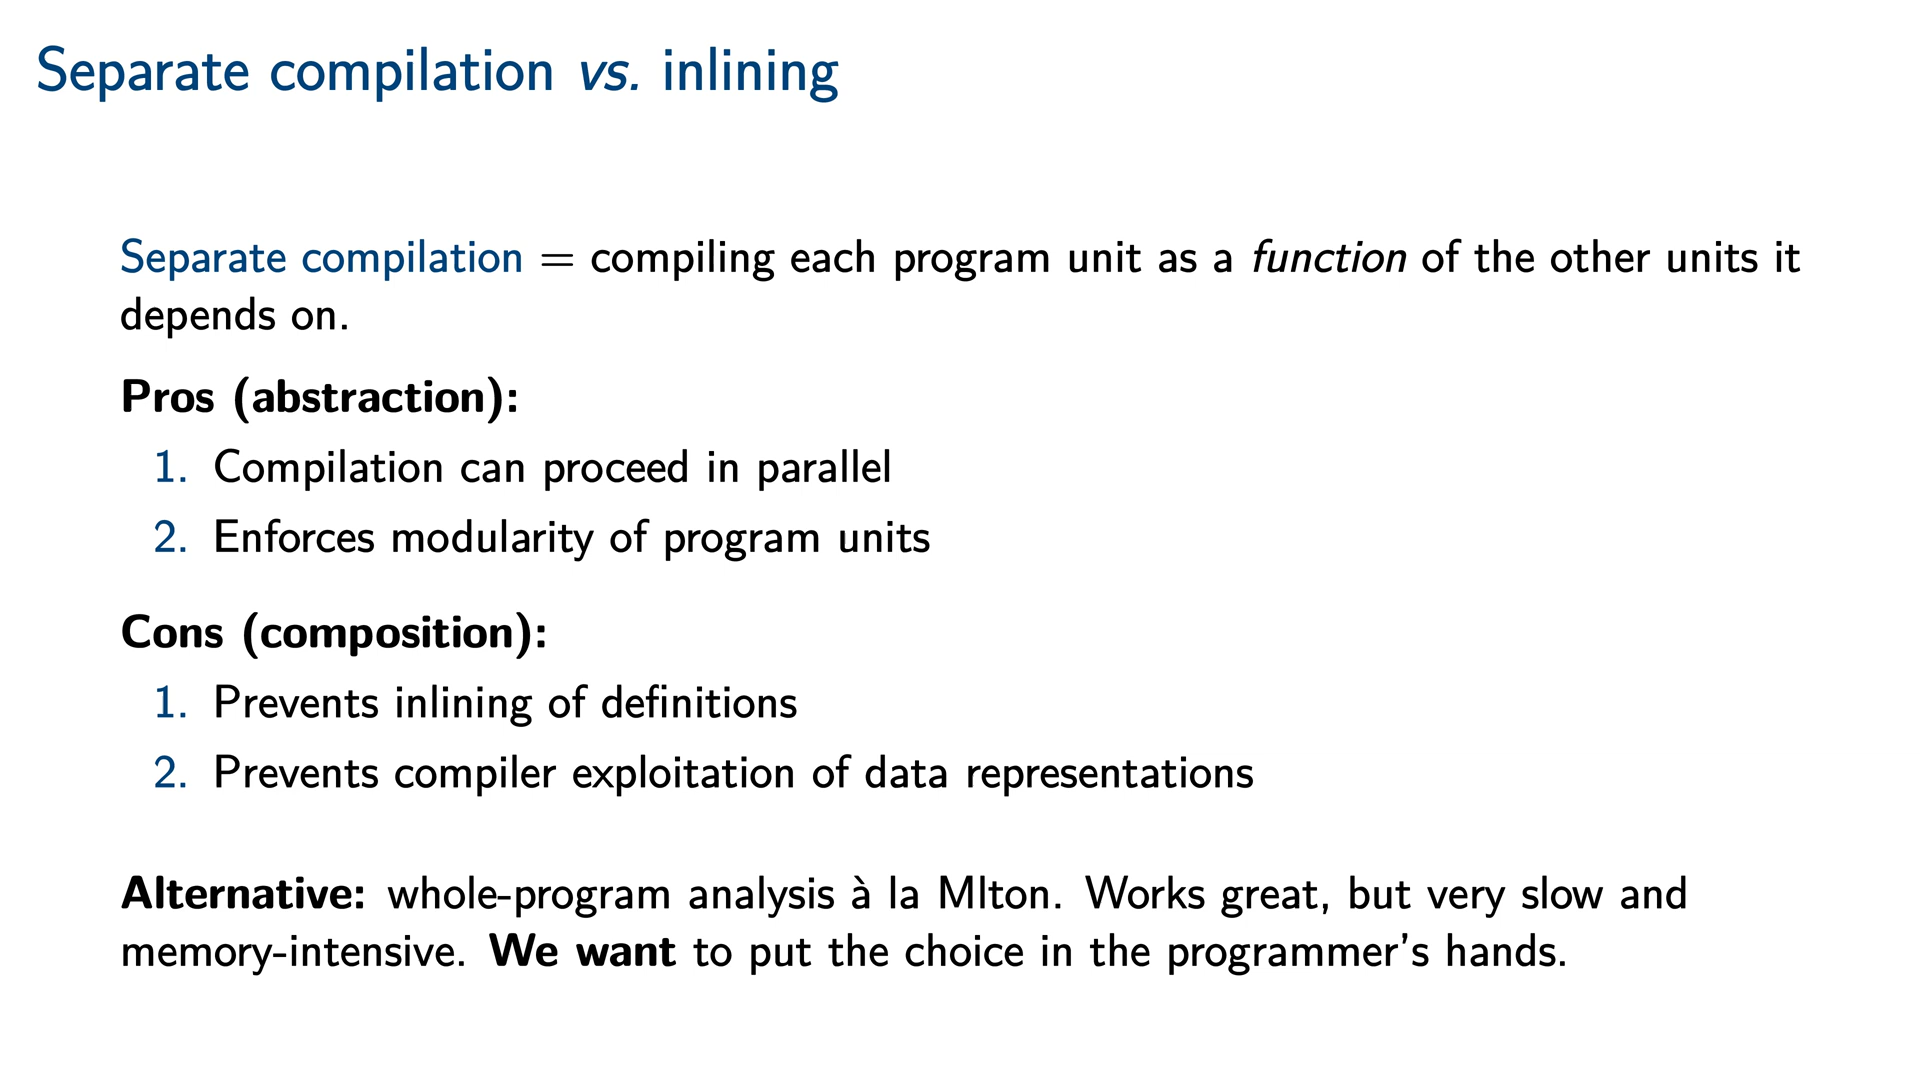 Separate compilation vs. inlining
Separate compilation = compiling each program unit as a function of the other units it
depends on.
Pros (abstraction):
1. Compilation can proceed in parallel
2. Enforces modularity of program units
Cons (composition):
1. Prevents inlining of definitions
2. Prevents compiler exploitation of data representations
Alternative: whole-program analysis à la Mlton. Works great, but very slow and
memory-intensive. We want to put the choice in the programmer’s hands.